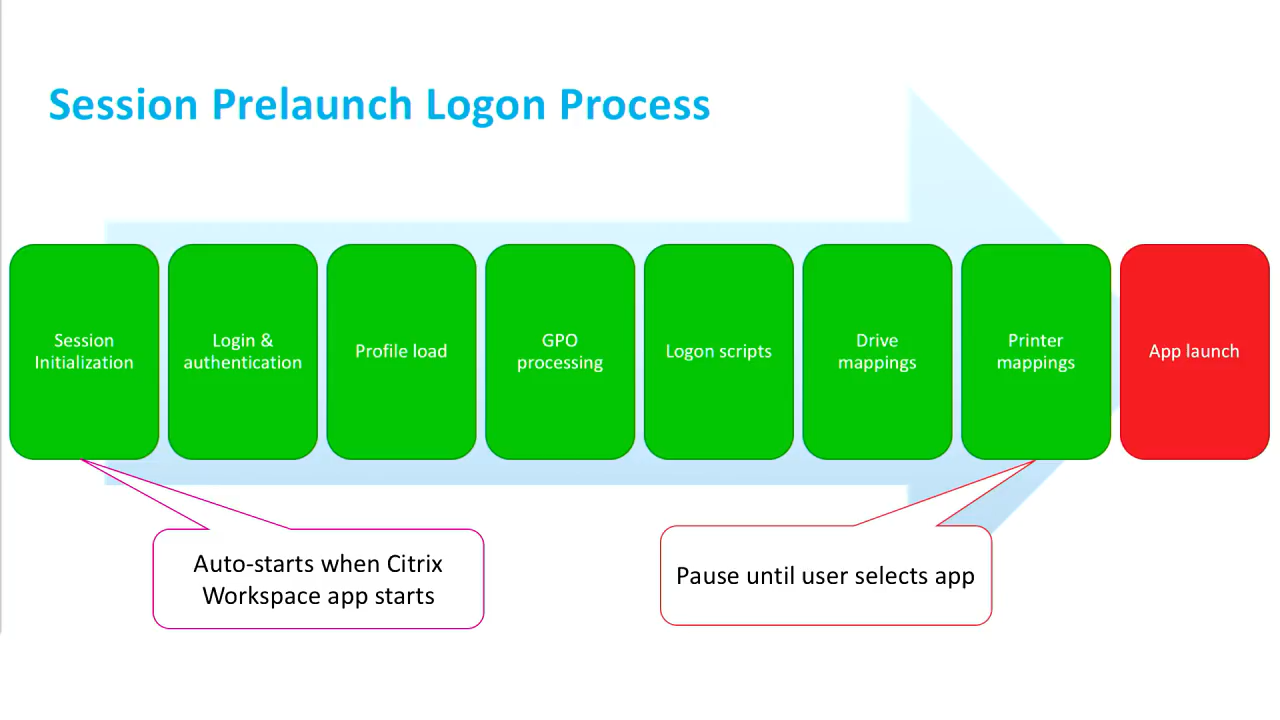 Session Prelaunch Logon Process
Session
Initialization
Login &
authentication
Profile load
GPO
processing
Logon scripts
Drive
mappings
Printer
mappings
App launch
Auto-starts when Citrix
Workspace app starts
Pause until user selects app